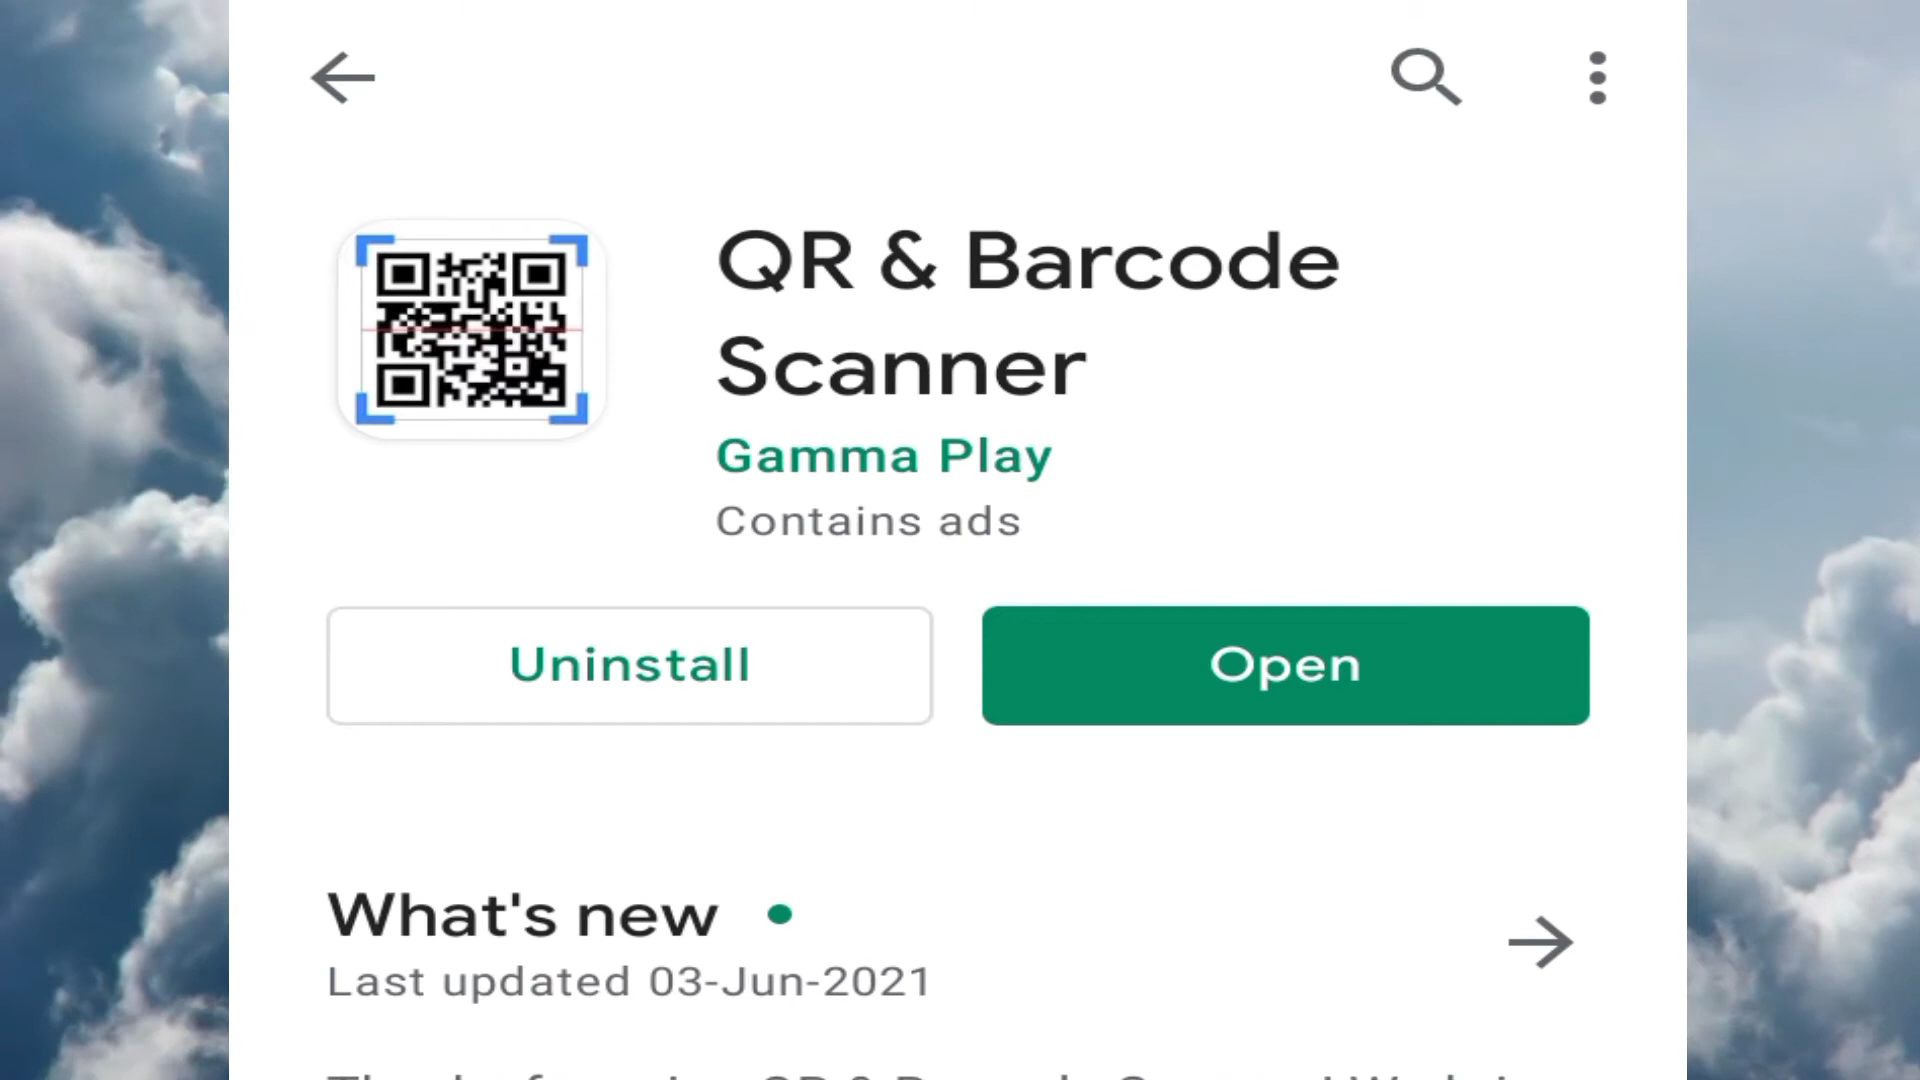 QR & Barcode
Scanner
Gamma Play
Contains ads
Uninstall
Open
What's new
Last updated 03-Jun-2021